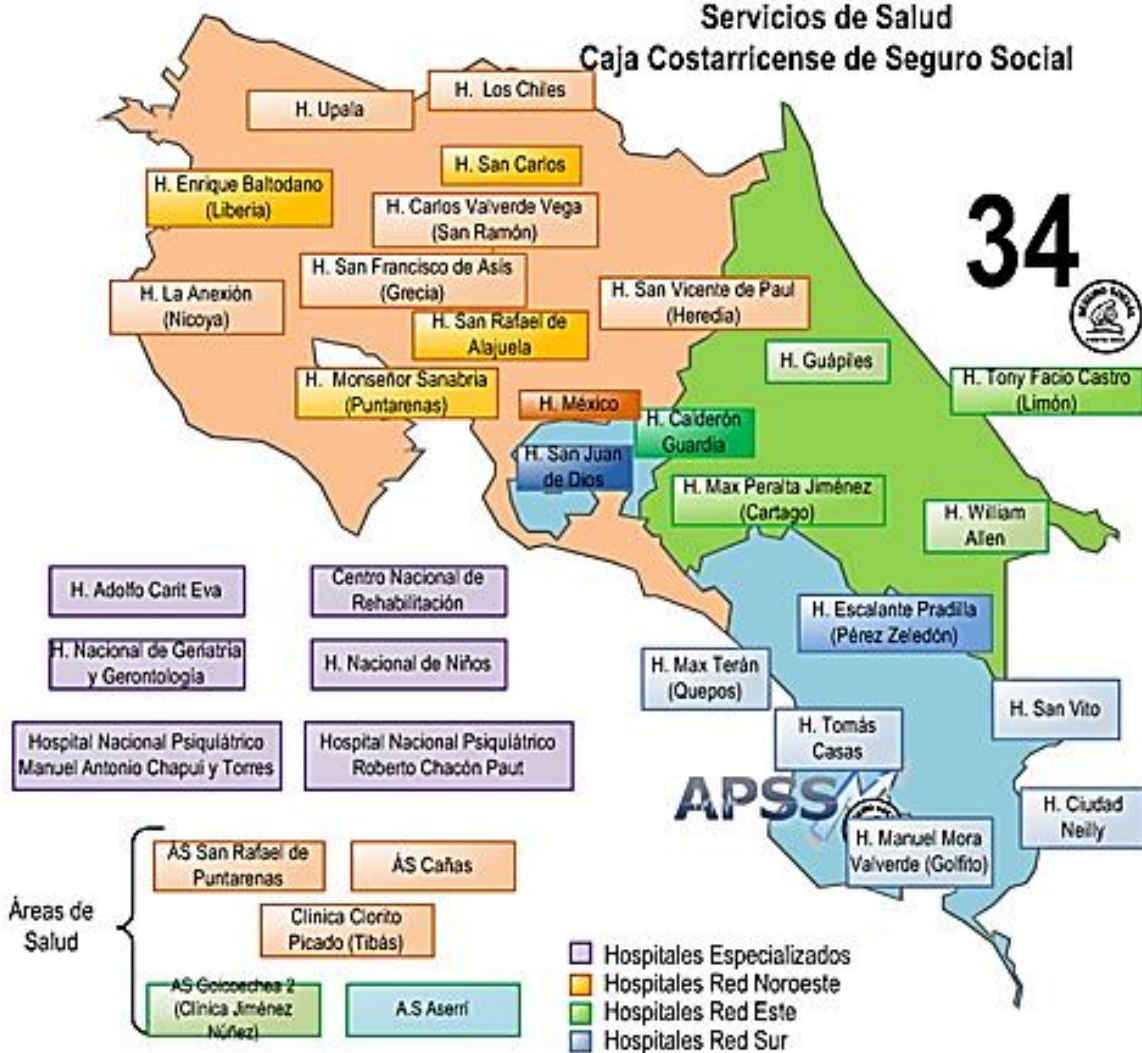 Servicios de Salud
Caja Costarricense de Seguro Social
H. Upala
H. Los Chiles
H. San Carlos
H. Enrique Baltodano
(Liberia)
H. Carlos Valverde Vega
(San Ramón)
34
H. San Francisco de Asís
(Grecia)
H. La Anexión
(Nicoya)
H. San Vicente de Paul
(Heredia)
SEGURO SOCIAL
H. San Rafael de
Alajuela
H. Guápiles
H. Monseñor Sanabria
(Puntarenas)
H. Tony Facio Castro
(Limón)
H. México
H. Calderón
Guardia
H. San Juan
de Dios
H. Max Peralta Jiménez
(Cartago)
H. William
Allen
H. Adolfo Carit Eva
Centro Nacional de
Rehabilitación
H. Escalante Pradilla
(Pérez Zeledón)
H. Nacional de Geriatría
y Gerontología
H. Nacional de Niños
H. Max Terán
(Quepos)
H. San Vito
H. Tomás
Casas
Hospital Nacional Psiquiátrico
Manuel Antonio Chapui y Torres
Hospital Nacional Psiquiátrico
Roberto Chacón Paut
APSS
H. Ciudad
Neilly
H. Manuel Mora
Valverde (Golfito)
Áreas de
Salud
AS San Rafael de
Puntarenas
ÁS Cañas
Clínica Clorito
Picado (Tibás)
AS Goicoechea 2
(Clínica Jiménez
Núñez)
A.S Aserrí
Hospitales Especializados
Hospitales Red Noroeste
Hospitales Red Este
Hospitales Red Sur